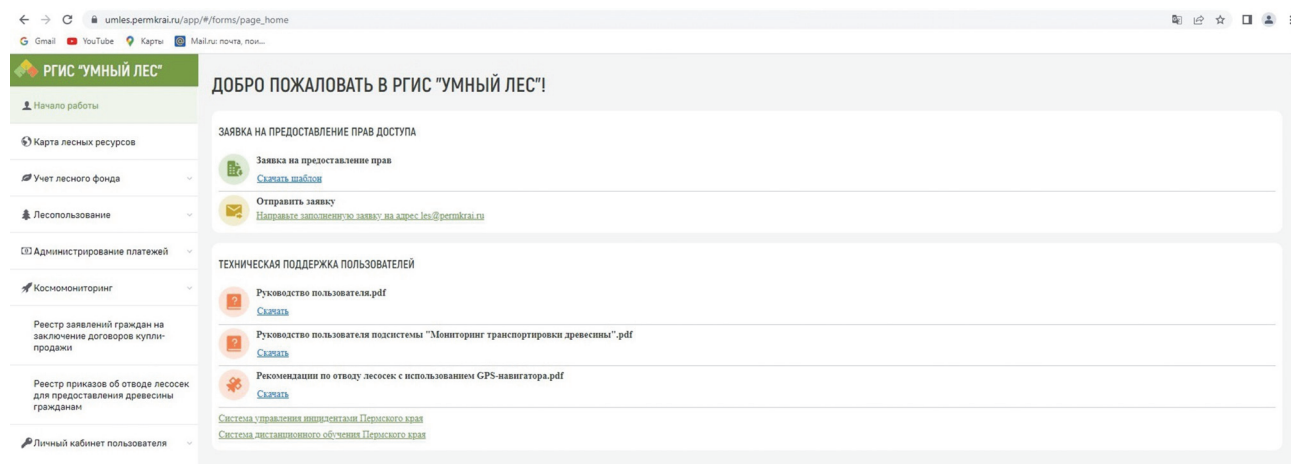 umles.permkrai.ru/app/#/forms/page_home
Gmail YouTube Карты Mail.ru: почта, пои...
РГИС "УМНЫЙ ЛЕС"
Начало работы
Карта лесных ресурсов
Учет лесного фонда
Лесопользование
Администрирование платежей
Космомониторинг
Реестр заявлений граждан на
заключение договоров купли-
продажи
Реестр приказов об отводе лесосек
для предоставления древесины
гражданам
Личный кабинет пользователя
ДОБРО ПОЖАЛОВАТЬ В РГИС "УМНЫЙ ЛЕС"!
ЗАЯВКА НА ПРЕДОСТАВЛЕНИЕ ПРАВ ДОСТУПА
Заявка на предоставление прав
Скачать шаблон
Отправить заявку
Направьте заполненную заявку на адрес les@permkrai.ru
ТЕХНИЧЕСКАЯ ПОДДЕРЖКА ПОЛЬЗОВАТЕЛЕЙ
Руководство пользователя.pdf
Скачать
Руководство пользователя подсистемы "Мониторинг транспортировки древесины".pdf
Скачать
Рекомендации по отводу лесосек с использованием GPS-навигатора.pdf
Скачать
Система управления инцидентами Пермского края
Система дистанционного обучения Пермского края